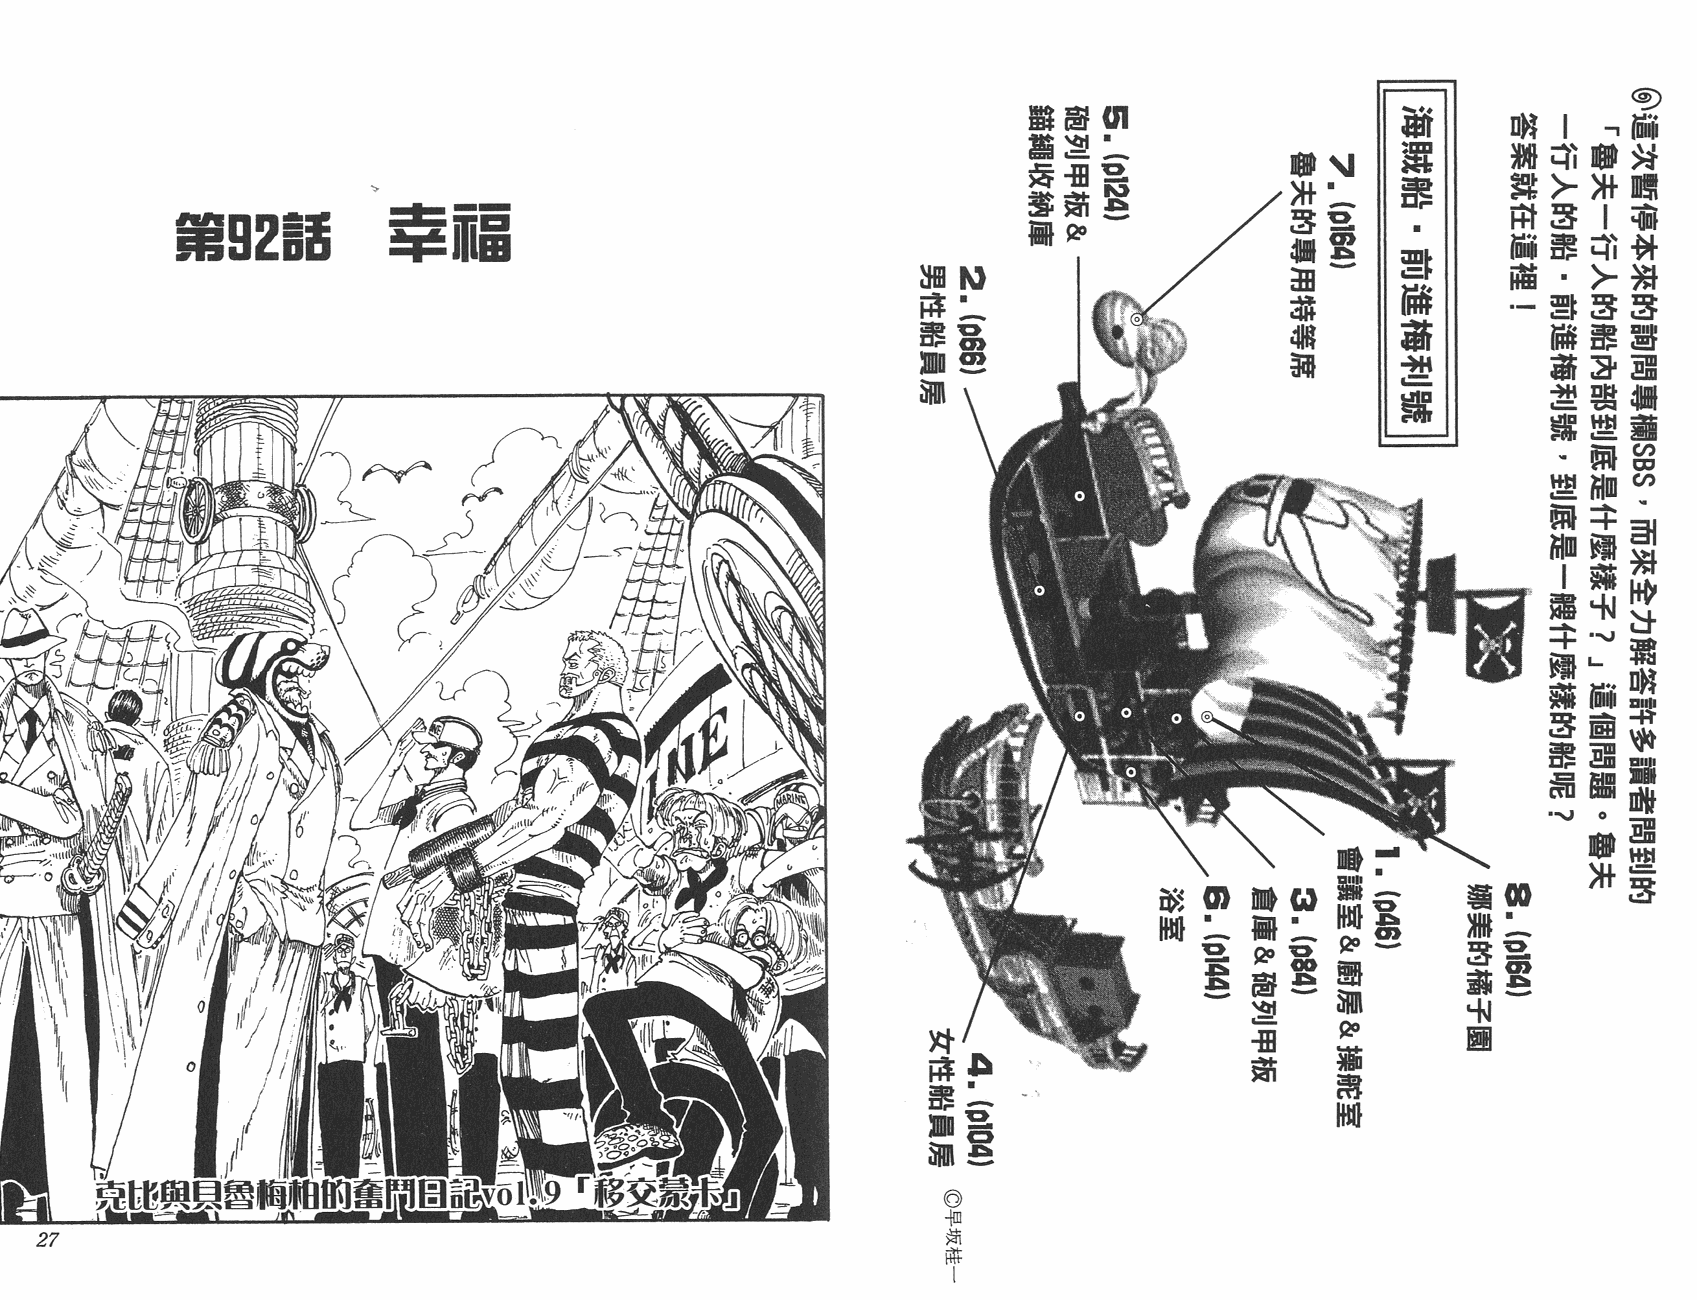 ⑥這次暫停本來的詢問專欄SBS，而來全力解答許多讀者問到的
「魯夫一行人的船內部到底是什麼樣子？」這個問題。魯夫
一行人的船・前進梅利號，到底是一艘什麼樣的船呢？
答案就在這裡！
海賊船・前進梅利號
7.(p164)
魯夫的專用特等席
5.(p124)
砲列甲板&
錨繩收納庫
2.(p66)
男性船員房
8.(p164)
娜美的橘子園
1.(p46)
會議室&廚房&操舵室
3.(p84)
倉庫&砲列甲板
6.(p144)
浴室
4.(p104)
女性船員房
©早坂桂一
第92話 幸福
INE
MARINE
克比與貝魯梅柏的奮鬥日記vol.9「移交蒙卡」
27